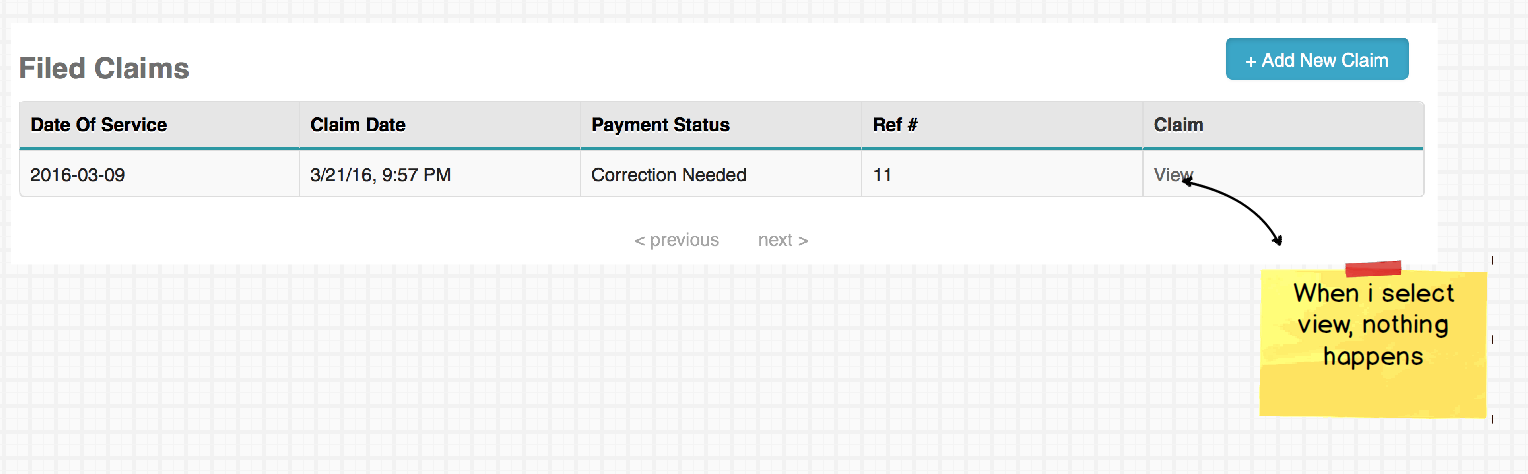 Filed Claims
+ Add New Claim
Date Of Service Claim Date Payment Status Ref # Claim
2016-03-09 3/21/16, 9:57 PM Correction Needed 11 View
< previous next >
When i select
view, nothing
happens